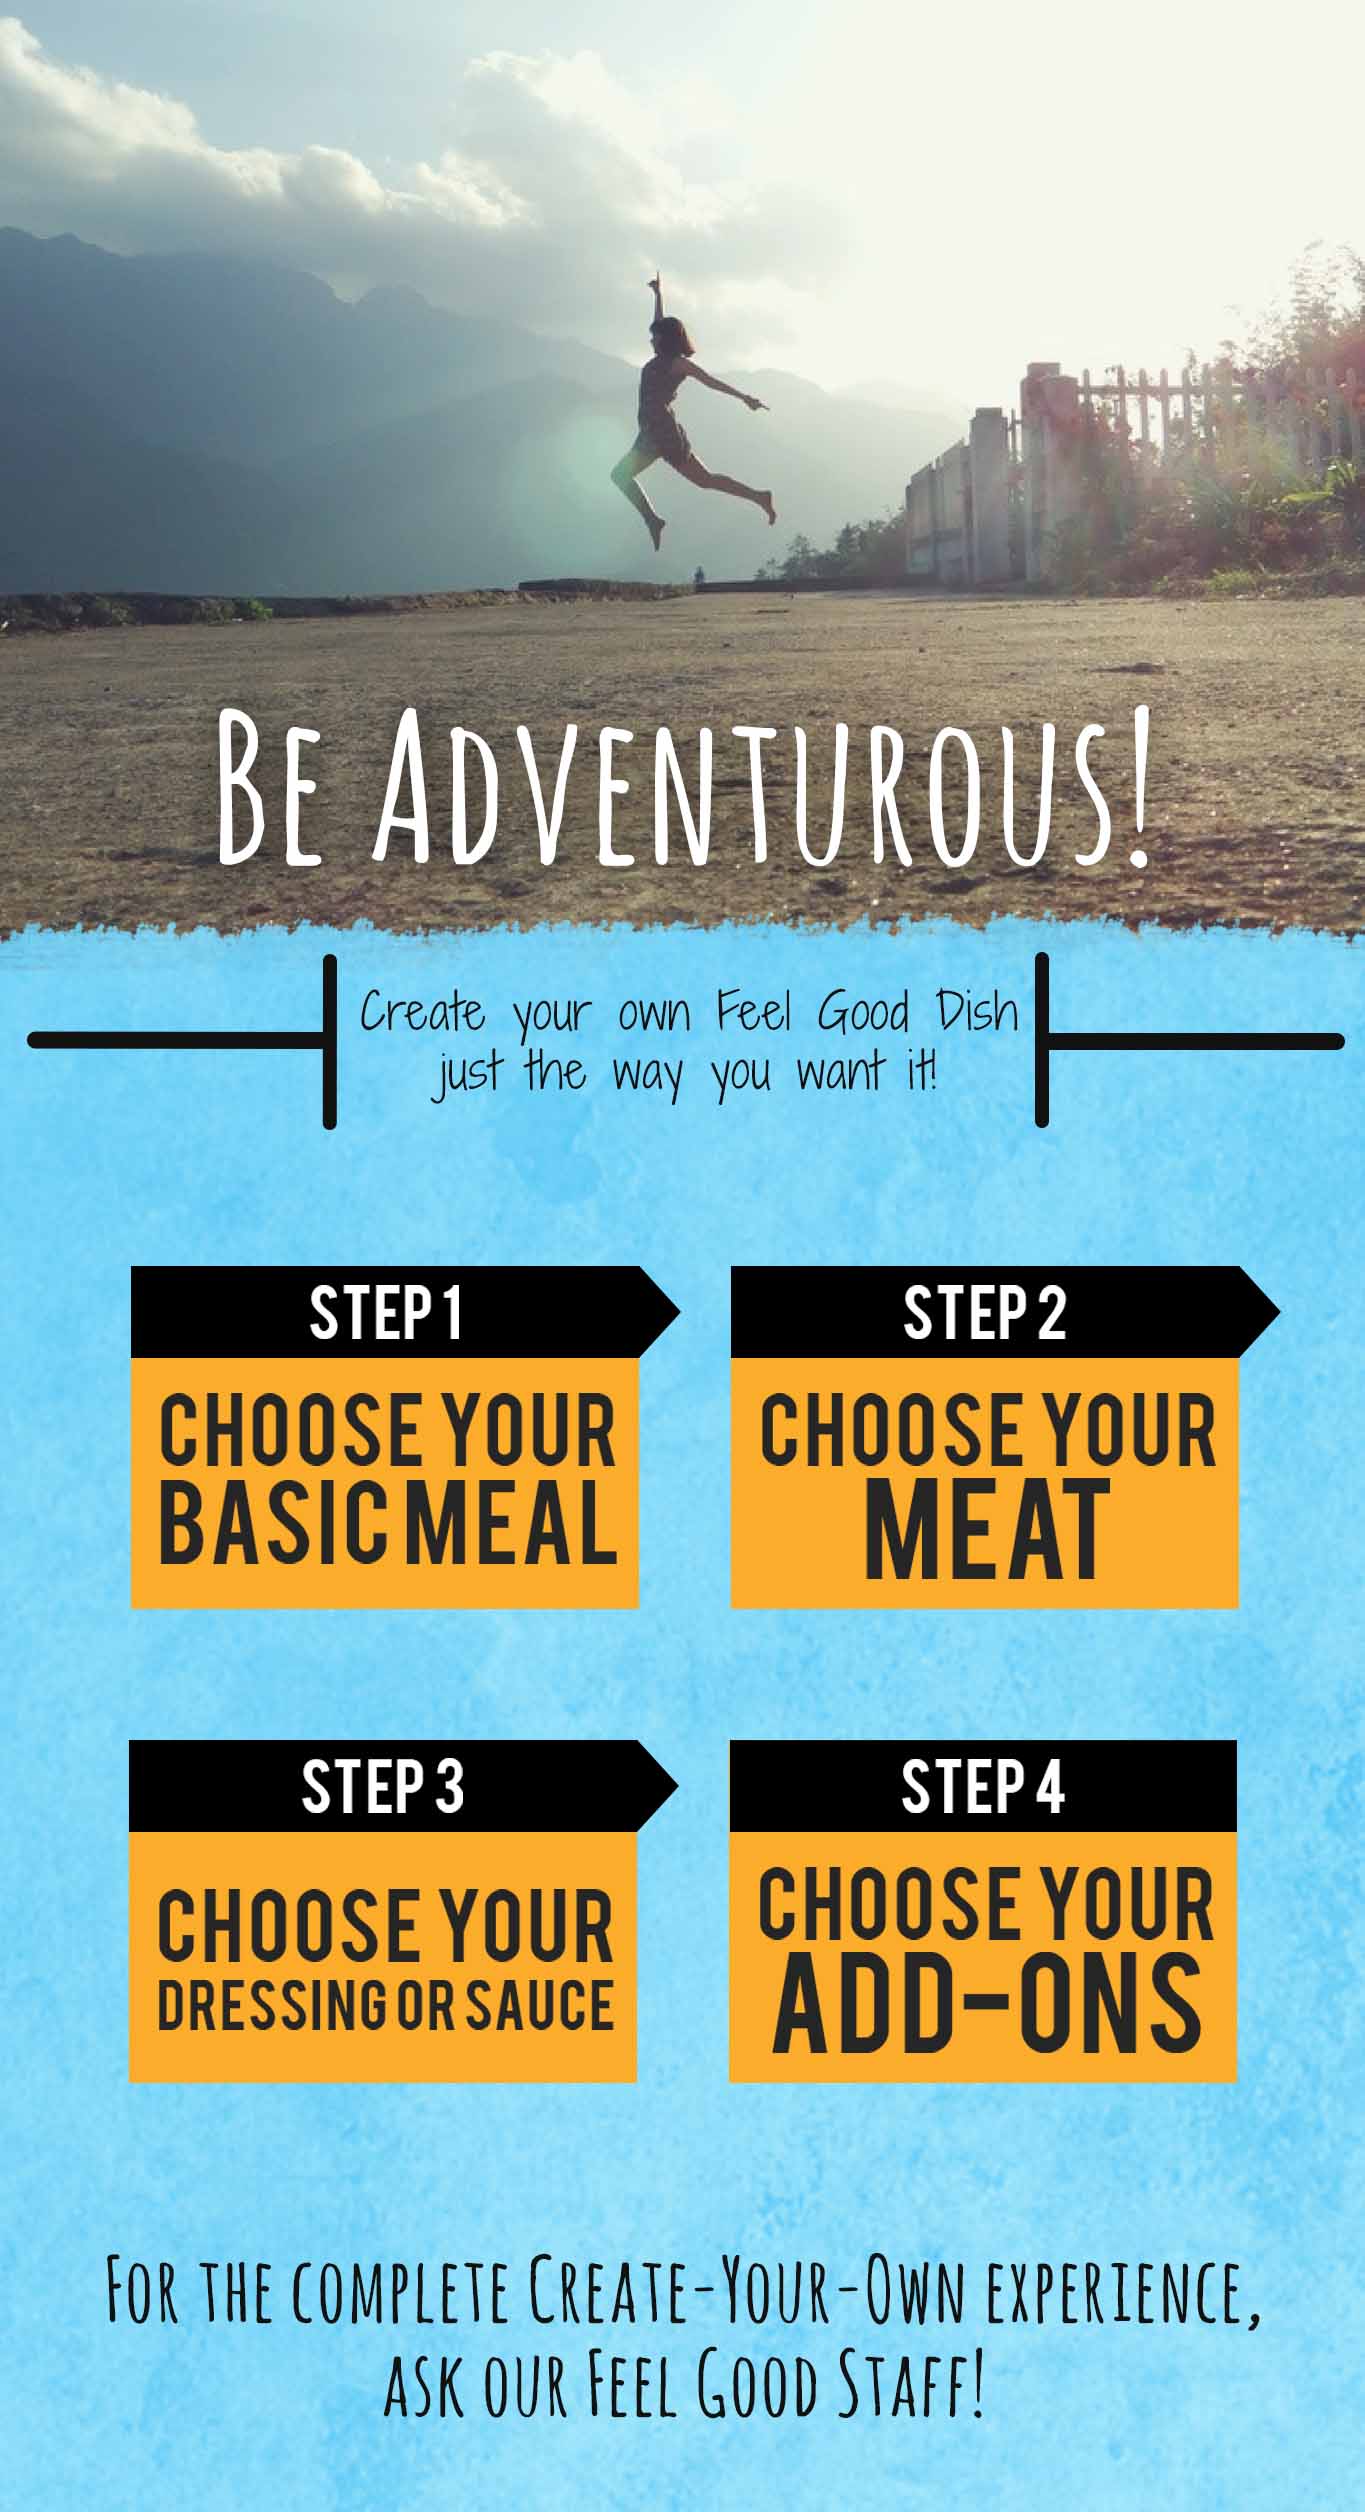 Be Adventurous!
Create your own Feel Good Dish
just the way you want it!
STEP 1
CHOOSE YOUR
BASIC MEAL
STEP 2
CHOOSE YOUR
MEAT
STEP 3
CHOOSE YOUR
DRESSING OR SAUCE
STEP 4
CHOOSE YOUR
ADD-ONS
For the complete Create-Your-Own experience,
ask our Feel Good Staff!